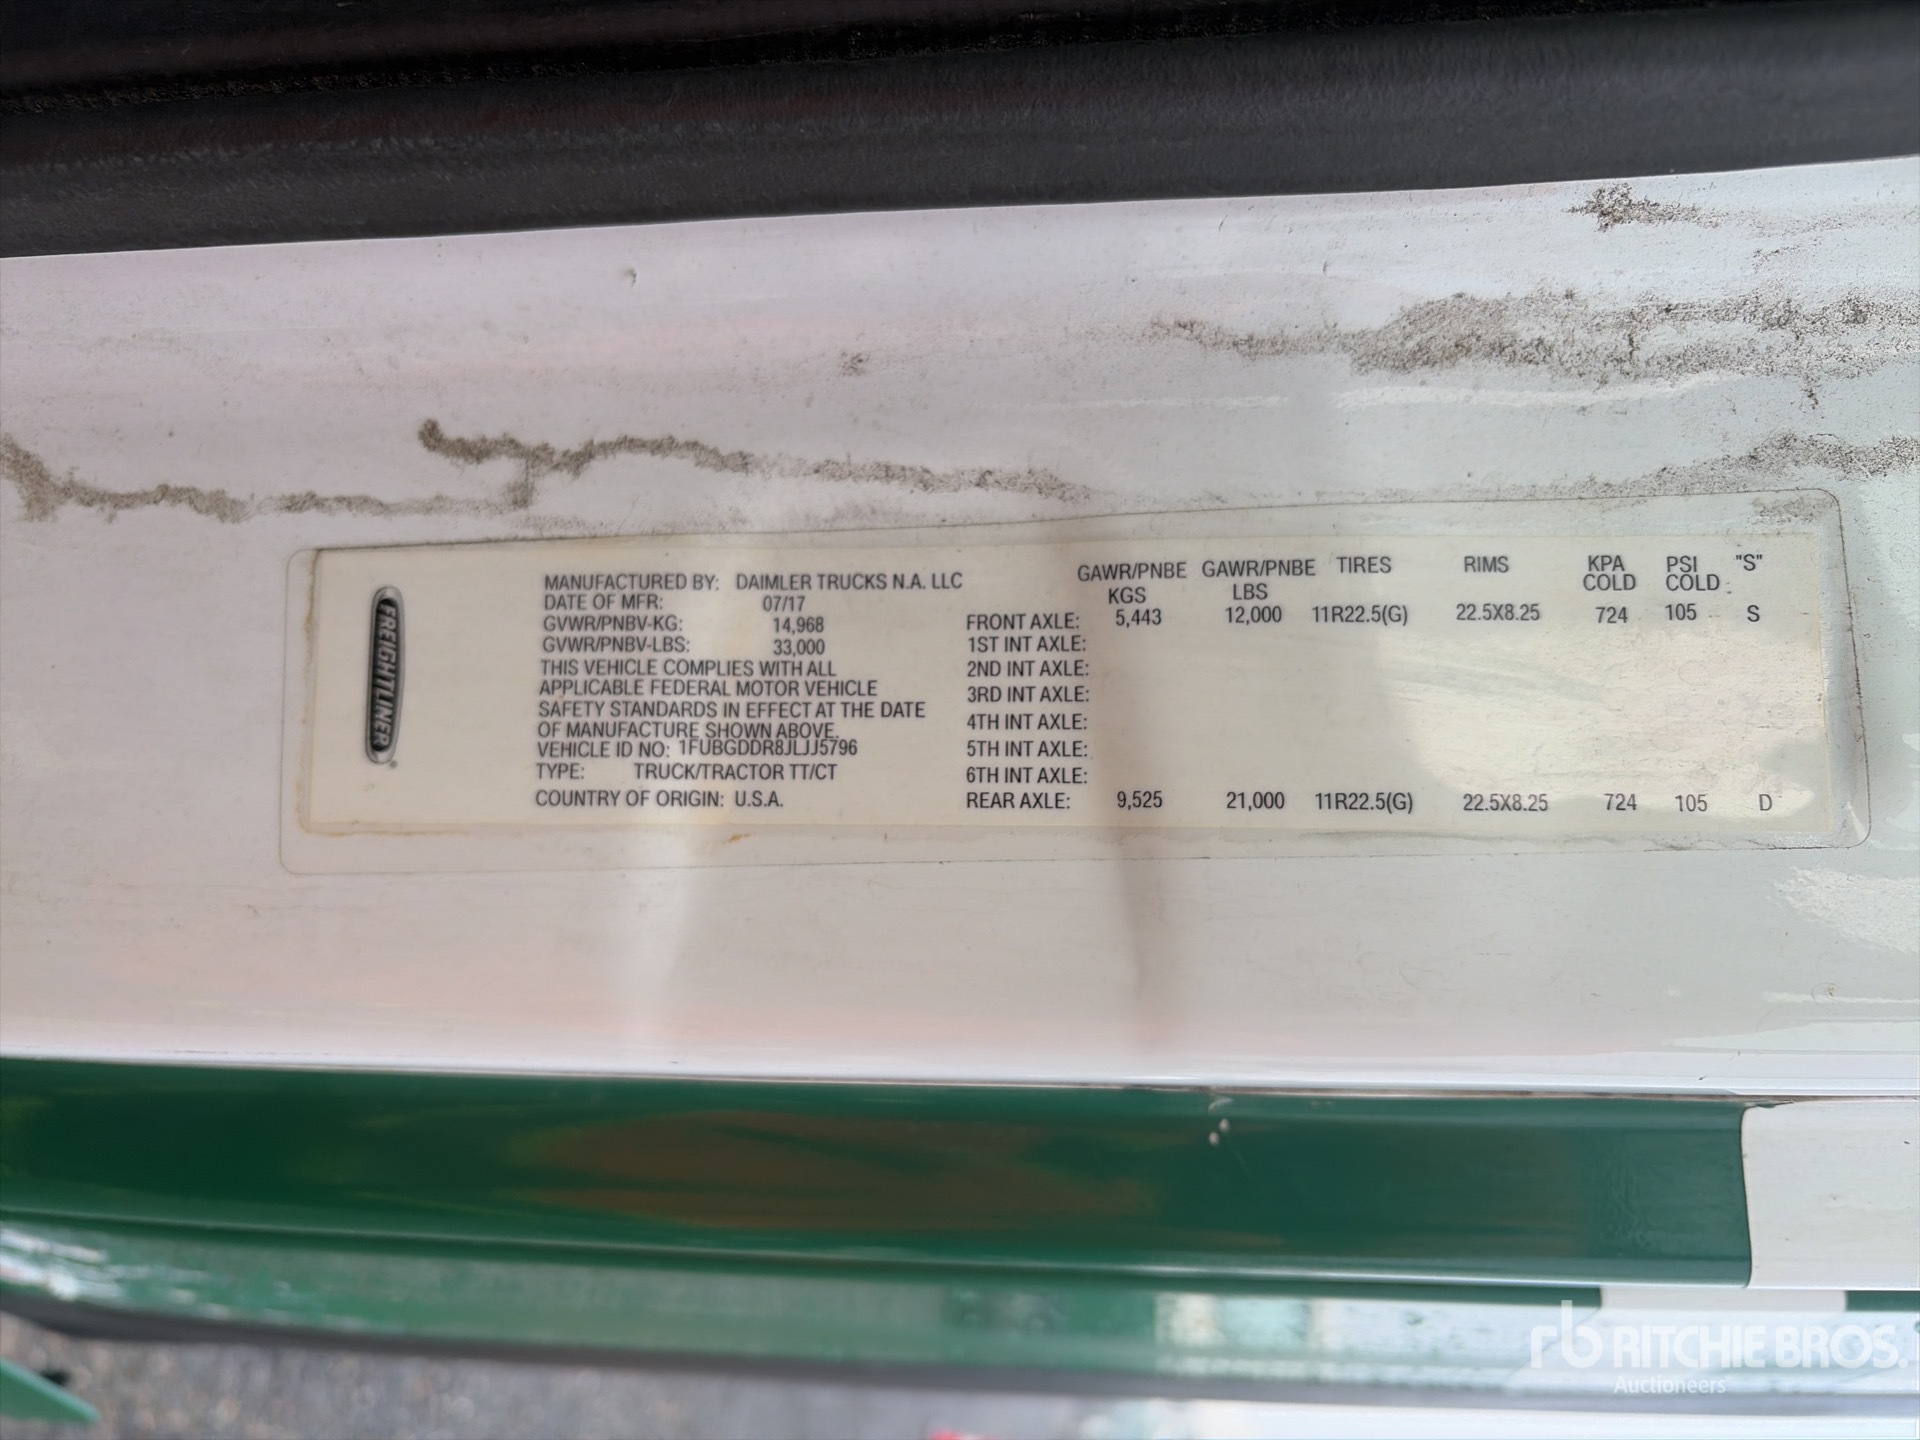 FREIGHTLINER®
MANUFACTURED BY: DAIMLER TRUCKS N.A. LLC
DATE OF MFR: 07/17
GVWR/PNBV-KG: 14,968
GVWR/PNBV-LBS: 33,000
THIS VEHICLE COMPLIES WITH ALL
APPLICABLE FEDERAL MOTOR VEHICLE
SAFETY STANDARDS IN EFFECT AT THE DATE
OF MANUFACTURE SHOWN ABOVE.
VEHICLE ID NO: 1FUBGDDR8JLJJ5796
TYPE: TRUCK/TRACTOR TT/CT
COUNTRY OF ORIGIN: U.S.A.
GAWR/PNBE GAWR/PNBE TIRES RIMS KPA PSI "S"
KGS LBS COLD COLD
FRONT AXLE: 5,443 12,000 11R22.5(G) 22.5X8.25 724 105 S
1ST INT AXLE:
2ND INT AXLE:
3RD INT AXLE:
4TH INT AXLE:
5TH INT AXLE:
6TH INT AXLE:
REAR AXLE: 9,525 21,000 11R22.5(G) 22.5X8.25 724 105 D
rb RITCHIE BROS.
Auctioneers